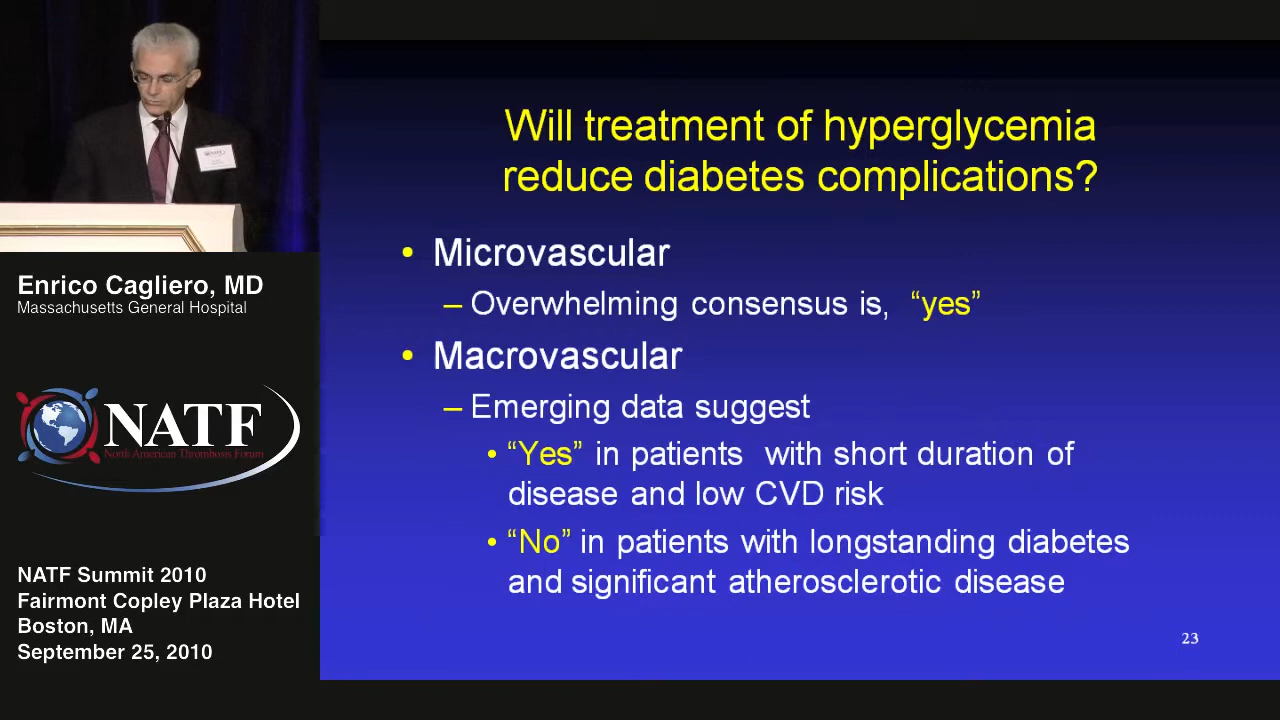 Will treatment of hyperglycemia
reduce diabetes complications?
• Microvascular
– Overwhelming consensus is, “yes”
• Macrovascular
– Emerging data suggest
• “Yes” in patients with short duration of
disease and low CVD risk
• “No” in patients with longstanding diabetes
and significant atherosclerotic disease
23
NATF
Enrico Cagliero, MD
Massachusetts General Hospital
NATF
North American Thrombosis Forum
NATF Summit 2010
Fairmont Copley Plaza Hotel
Boston, MA
September 25, 2010